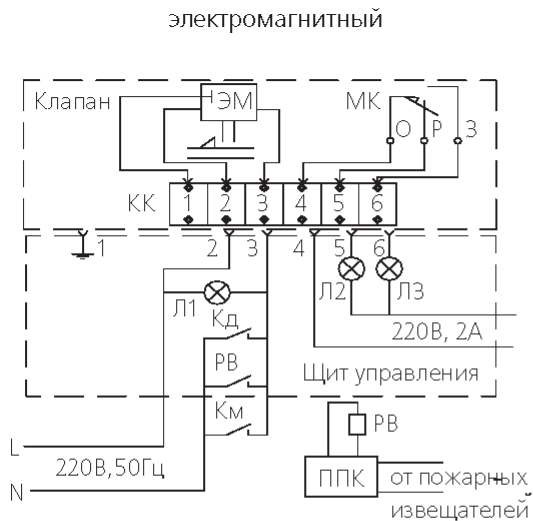 электромагнитный
Клапан ЭМ МК
О Р З
КК 1 2 3 4 5 6
1 2 3 4 5 6
Л1 Л2 Л3
Кд
220В, 2А
РВ
Щит управления
Км
L
220В,50Гц
N
РВ
ППК от пожарных
извещателей